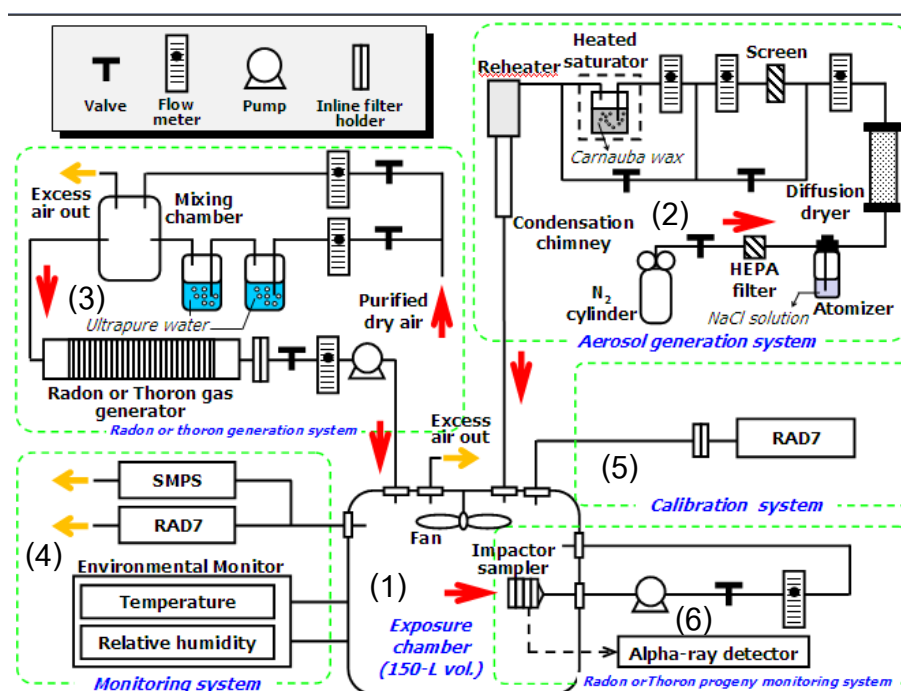 Valve
Flow
meter
Pump
Inline filter
holder
Reheater
Heated
saturator
Screen
Carnauba wax
Diffusion
dryer
Condensation
chimney
(2)
N2
cylinder
HEPA
filter
NaCl solution
Atomizer
Aerosol generation system
Excess
air out
Mixing
chamber
(3)
Ultrapure water
Purified
dry air
Radon or Thoron gas
generator
Radon or thoron generation system
Excess
air out
(5)
RAD7
Calibration system
SMPS
RAD7
(4)
Environmental Monitor
Temperature
Relative humidity
Monitoring system
Fan
(1)
Exposure
chamber
(150-L vol.)
Impactor
sampler
(6)
Alpha-ray detector
Radon orThoron progeny monitoring system